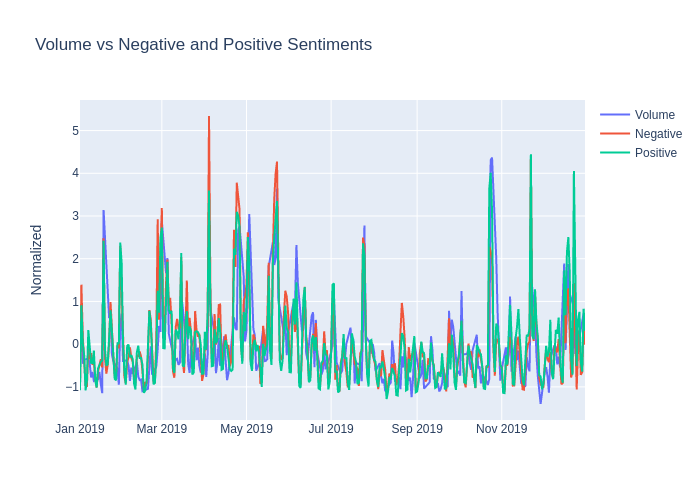 Volume vs Negative and Positive Sentiments
Volume
Negative
Positive
Normalized
5
4
3
2
1
0
−1
Jan 2019
Mar 2019
May 2019
Jul 2019
Sep 2019
Nov 2019